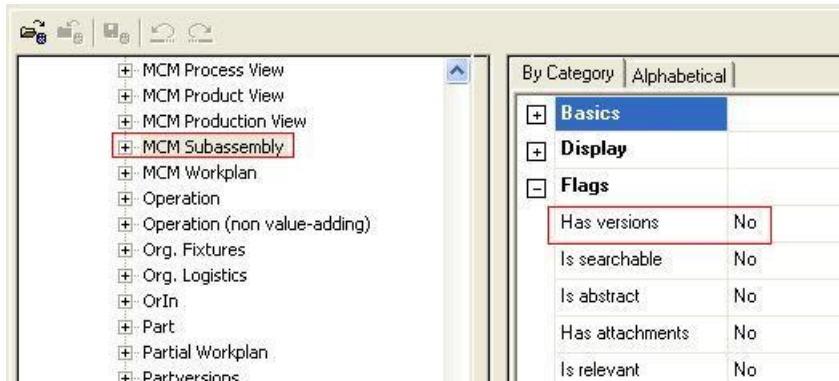 MCM Process View
MCM Product View
MCM Production View
MCM Subassembly
MCM Workplan
Operation
Operation (non value-adding)
Org. Fixtures
Org. Logistics
OrIn
Part
Partial Workplan
Partversions
By Category
Alphabetical
Basics
Display
Flags
Has versions No
Is searchable No
Is abstract No
Has attachments No
Is relevant No